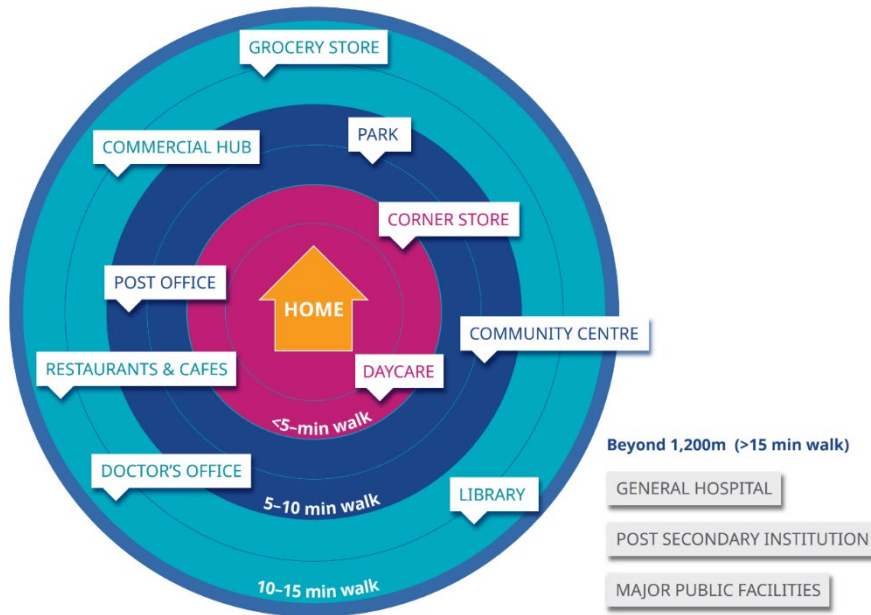 GROCERY STORE
PARK
COMMERCIAL HUB
CORNER STORE
POST OFFICE
HOME
COMMUNITY CENTRE
RESTAURANTS & CAFES
DAYCARE
<5–min walk
DOCTOR'S OFFICE
LIBRARY
5–10 min walk
10–15 min walk
Beyond 1,200m (>15 min walk)
GENERAL HOSPITAL
POST SECONDARY INSTITUTION
MAJOR PUBLIC FACILITIES